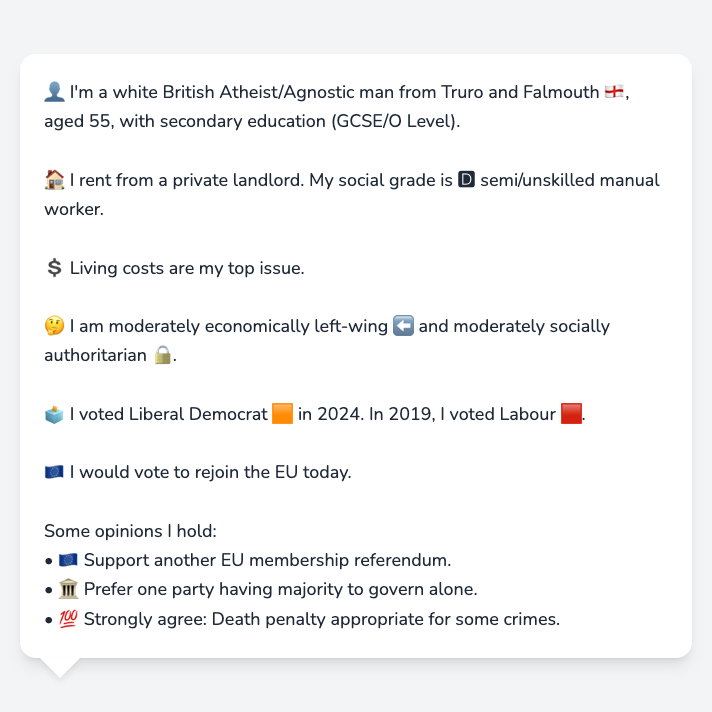 👤 I'm a white British Atheist/Agnostic man from Truro and Falmouth 🏴󠁧󠁢󠁥󠁮󠁧󠁿,
aged 55, with secondary education (GCSE/O Level).
🏠 I rent from a private landlord. My social grade is 🅳 semi/unskilled manual
worker.
💲 Living costs are my top issue.
🤔 I am moderately economically left-wing ⬅️ and moderately socially
authoritarian 🔒.
🗳️ I voted Liberal Democrat 🟧 in 2024. In 2019, I voted Labour 🟥.
🇪🇺 I would vote to rejoin the EU today.
Some opinions I hold:
• 🇪🇺 Support another EU membership referendum.
• 🏛️ Prefer one party having majority to govern alone.
• 💯 Strongly agree: Death penalty appropriate for some crimes.